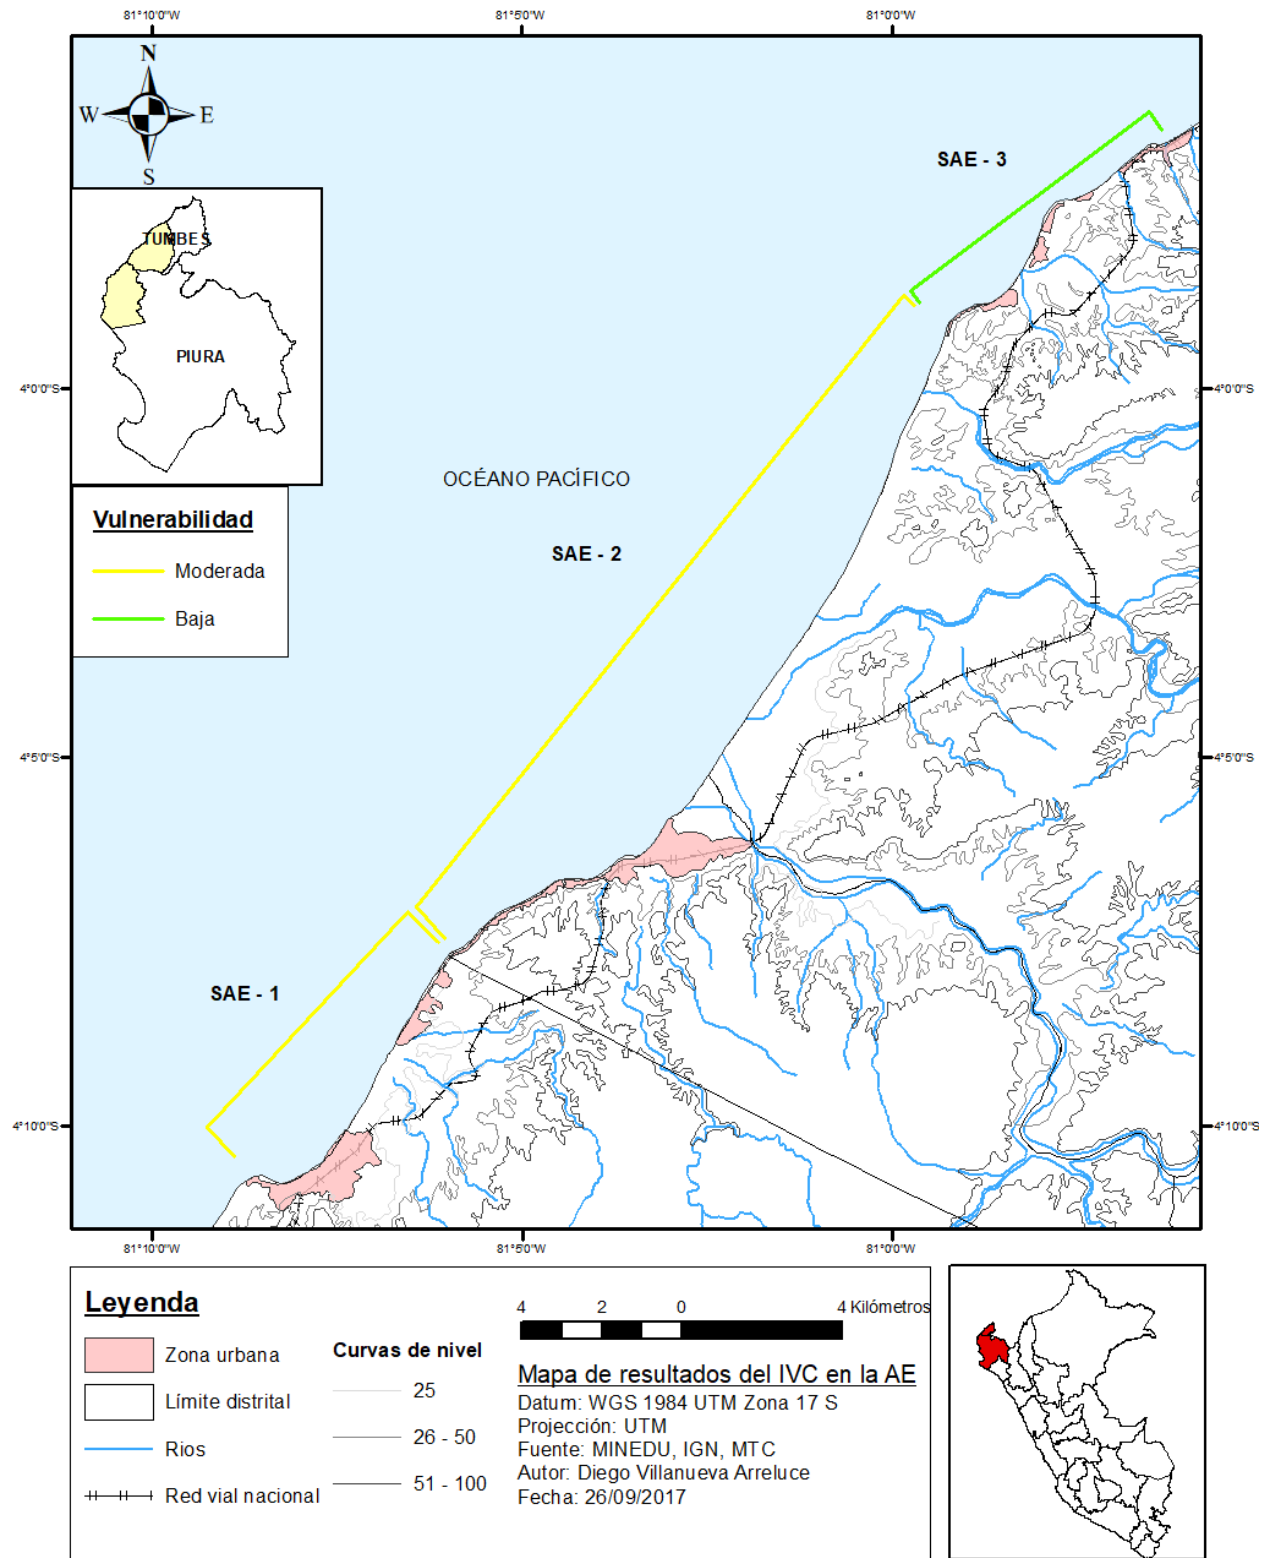 81°10'0"W 81°5'0"W 81°0'0"W
N
W E
S
SAE - 3
TUMBES
PIURA
4°0'0"S 4°0'0"S
OCÉANO PACÍFICO
Vulnerabilidad
SAE - 2
Moderada
Baja
4°5'0"S 4°5'0"S
SAE - 1
4°10'0"S 4°10'0"S
81°10'0"W 81°5'0"W 81°0'0"W
Leyenda
Zona urbana
Límite distrital
Rios
Red vial nacional
Curvas de nivel
25
26 - 50
51 - 100
4 2 0 4 Kilómetros
Mapa de resultados del IVC en la AE
Datum: WGS 1984 UTM Zona 17 S
Projección: UTM
Fuente: MINEDU, IGN, MTC
Autor: Diego Villanueva Arreluce
Fecha: 26/09/2017